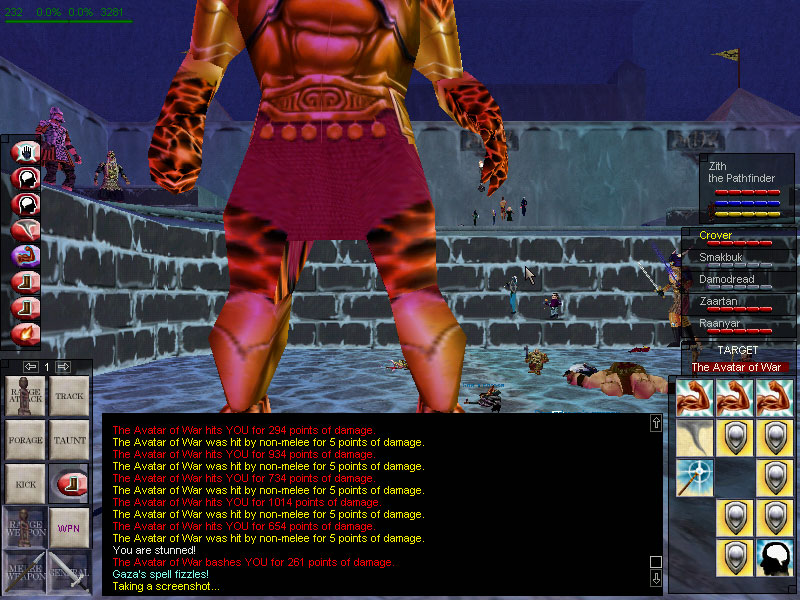 232 0.0% 0.0% 3281
Zith
the Pathfinder
Crover
Smakbuk
Damodread
Zaartan
Raanyar
TARGET
The Avatar of War
1
RANGE ATTACK
TRACK
FORAGE
TAUNT
KICK
RANGE WEAPON
WPN
MELEE WEAPON
GENERAL
The Avatar of War hits YOU for 294 points of damage.
The Avatar of War was hit by non-melee for 5 points of damage.
The Avatar of War hits YOU for 934 points of damage.
The Avatar of War was hit by non-melee for 5 points of damage.
The Avatar of War hits YOU for 734 points of damage.
The Avatar of War was hit by non-melee for 5 points of damage.
The Avatar of War hits YOU for 1014 points of damage.
The Avatar of War was hit by non-melee for 5 points of damage.
The Avatar of War hits YOU for 654 points of damage.
The Avatar of War was hit by non-melee for 5 points of damage.
You are stunned!
The Avatar of War bashes YOU for 261 points of damage.
Gaza's spell fizzles!
Taking a screenshot...